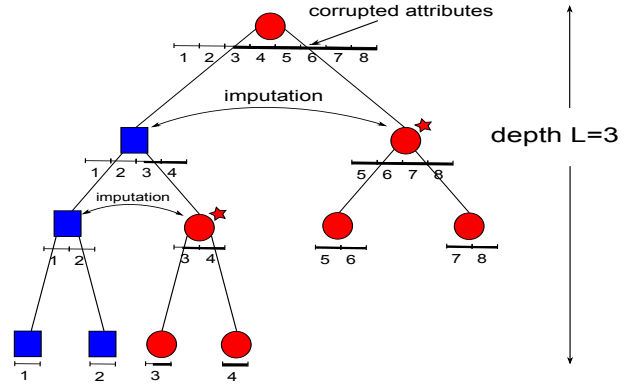 corrupted attributes
1 2 3 4 5 6 7 8
imputation
depth L=3
1 2 3 4
5 6 7 8
imputation
1 2
3 4
5 6
7 8
1
2
3
4